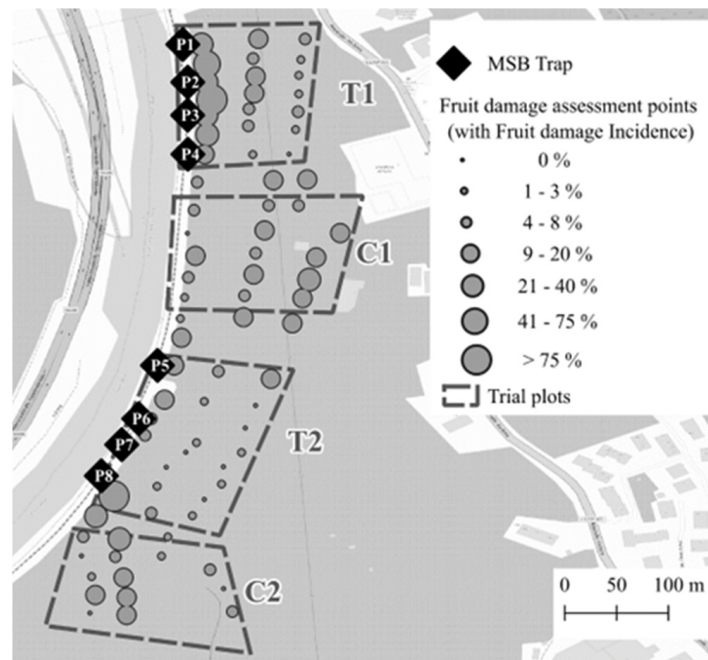 P1
P2
P3
P4
T1
C1
P5
P6
P7
P8
T2
C2
MSB Trap
Fruit damage assessment points
(with Fruit damage Incidence)
0 %
1 - 3 %
4 - 8 %
9 - 20 %
21 - 40 %
41 - 75 %
> 75 %
Trial plots
0 50 100 m